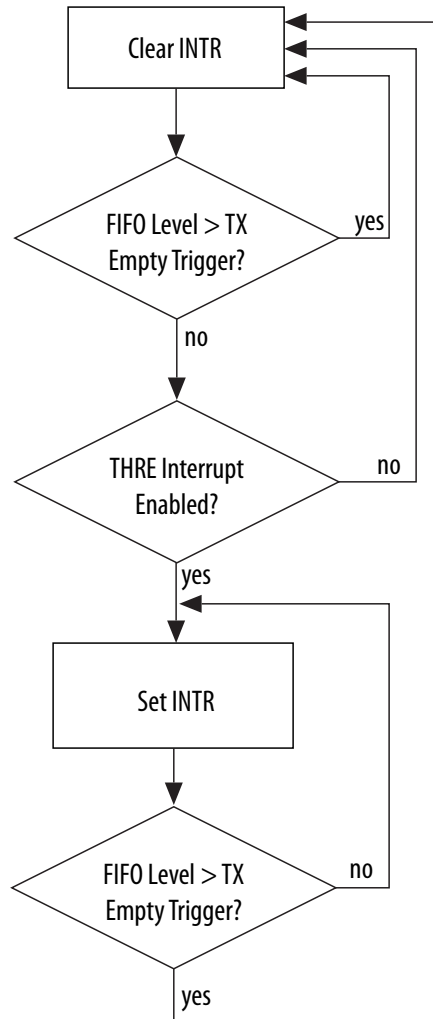 Clear INTR
FIFO Level > TX
Empty Trigger?
yes
no
THRE Interrupt
Enabled?
no
yes
Set INTR
FIFO Level > TX
Empty Trigger?
no
yes